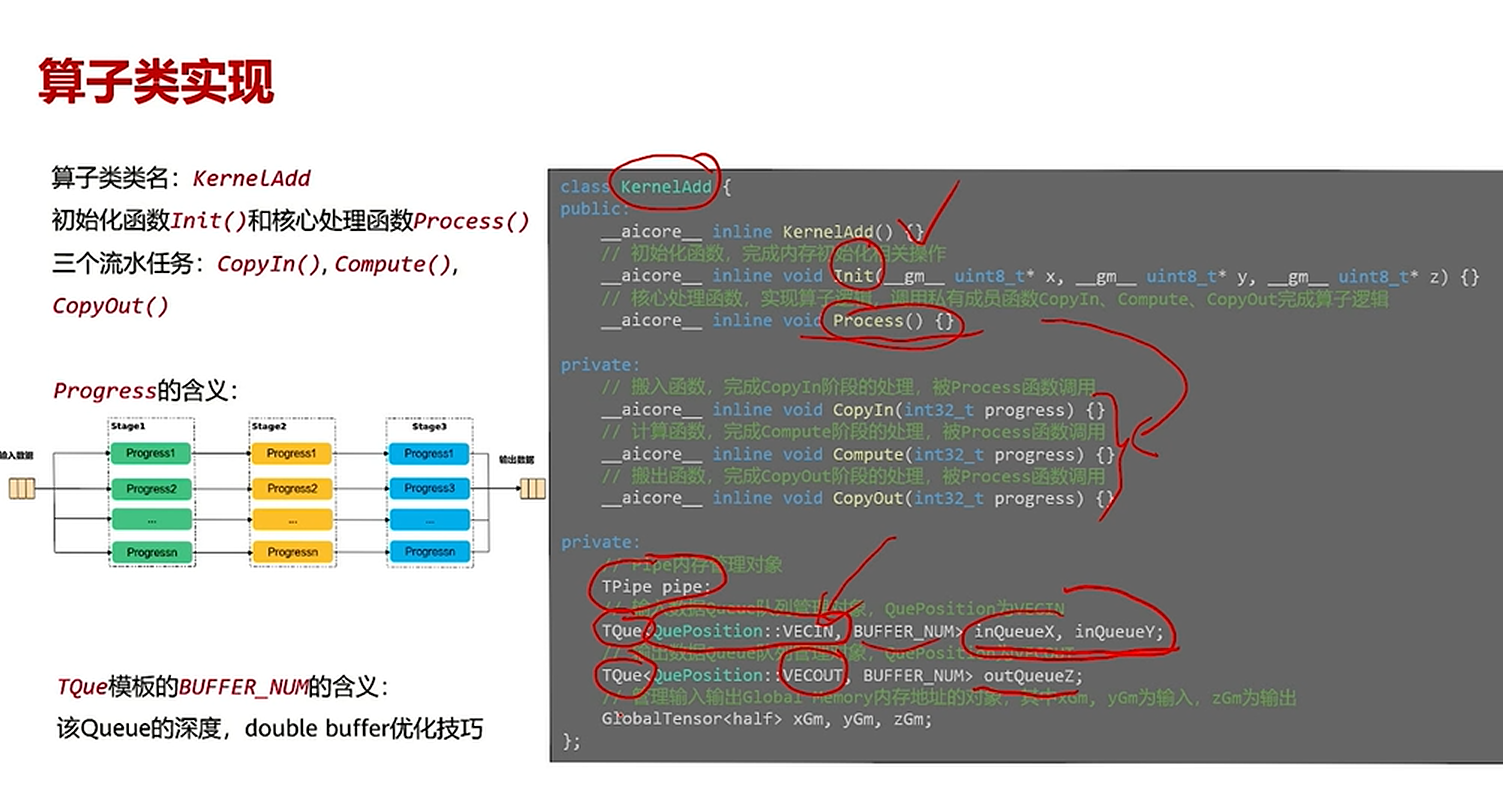 算子类实现
算子类类名：KernelAdd
初始化函数Init()和核心处理函数Process()
三个流水任务：CopyIn(), Compute(),
CopyOut()
Progress的含义：
Stage1
Stage2
Stage3
输入数据
Progress1
Progress1
Progress1
输出数据
Progress2
Progress2
Progress3
...
...
...
Progressn
Progressn
Progressn
TQue模板的BUFFER_NUM的含义：
该Queue的深度，double buffer优化技巧
class KernelAdd {
public:
__aicore__ inline KernelAdd() {}
// 初始化函数，完成内存初始化相关操作
__aicore__ inline void Init(__gm__ uint8_t* x, __gm__ uint8_t* y, __gm__ uint8_t* z) {}
// 核心处理函数，实现算子逻辑，调用私有成员函数CopyIn、Compute、CopyOut完成算子逻辑
__aicore__ inline void Process() {}
private:
// 搬入函数，完成CopyIn阶段的处理，被Process函数调用
__aicore__ inline void CopyIn(int32_t progress) {}
// 计算函数，完成Compute阶段的处理，被Process函数调用
__aicore__ inline void Compute(int32_t progress) {}
// 搬出函数，完成CopyOut阶段的处理，被Process函数调用
__aicore__ inline void CopyOut(int32_t progress) {}
private:
// Pipe内存管理对象
TPipe pipe;
// 输入数据Queue队列管理对象，QuePosition为VECIN
TQue<QuePosition::VECIN, BUFFER_NUM> inQueueX, inQueueY;
// 输出数据Queue队列管理对象，QuePosition为VECOUT
TQue<QuePosition::VECOUT, BUFFER_NUM> outQueueZ;
// 管理输入输出Global Memory内存地址的对象，其中xGm, yGm为输入，zGm为输出
GlobalTensor<half> xGm, yGm, zGm;
};